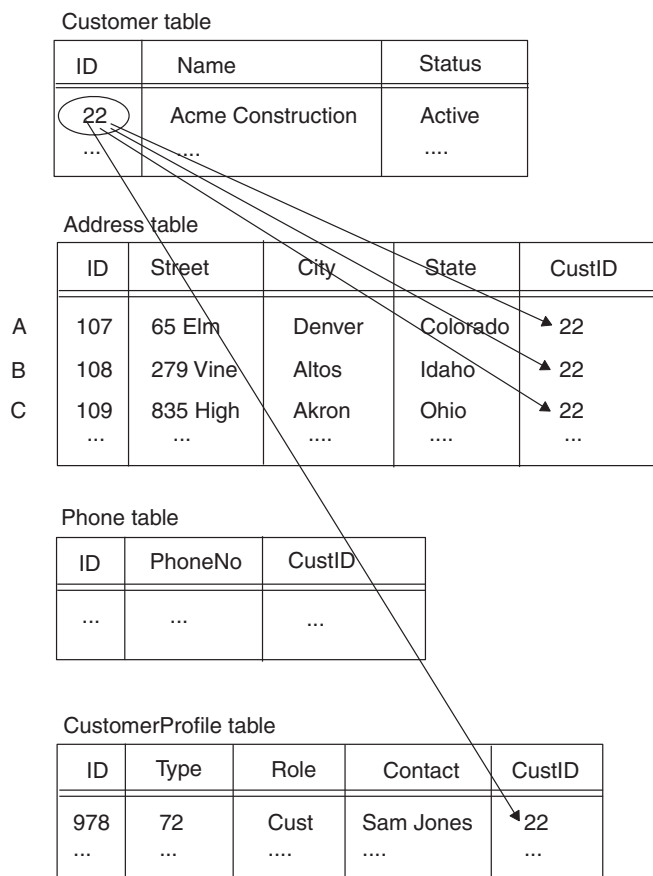 Customer table
ID Name Status
22 Acme Construction Active
... .... ....
Address table
ID Street City State CustID
A 107 65 Elm Denver Colorado 22
B 108 279 Vine Altos Idaho 22
C 109 835 High Akron Ohio 22
... ... .... .... ...
Phone table
ID PhoneNo CustID
... ... ...
CustomerProfile table
ID Type Role Contact CustID
978 72 Cust Sam Jones 22
... ... .... .... ...